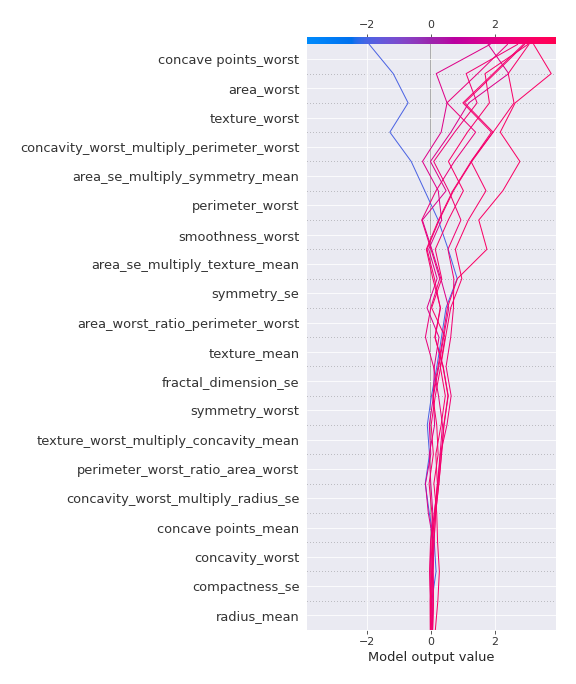 −2 0 2
concave points_worst
area_worst
texture_worst
concavity_worst_multiply_perimeter_worst
area_se_multiply_symmetry_mean
perimeter_worst
smoothness_worst
area_se_multiply_texture_mean
symmetry_se
area_worst_ratio_perimeter_worst
texture_mean
fractal_dimension_se
symmetry_worst
texture_worst_multiply_concavity_mean
perimeter_worst_ratio_area_worst
concavity_worst_multiply_radius_se
concave points_mean
concavity_worst
compactness_se
radius_mean
−2 0 2
Model output value